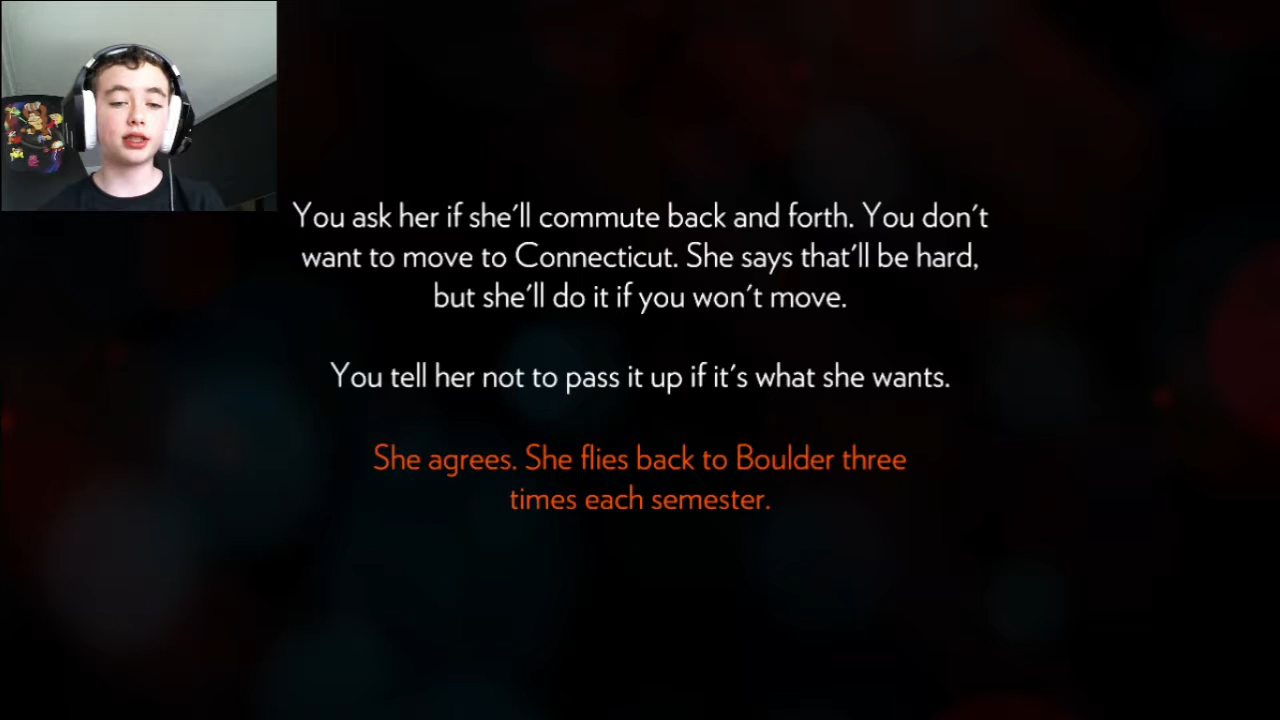 You ask her if she'll commute back and forth. You don't
want to move to Connecticut. She says that'll be hard,
but she'll do it if you won't move.
You tell her not to pass it up if it's what she wants.
She agrees. She flies back to Boulder three
times each semester.